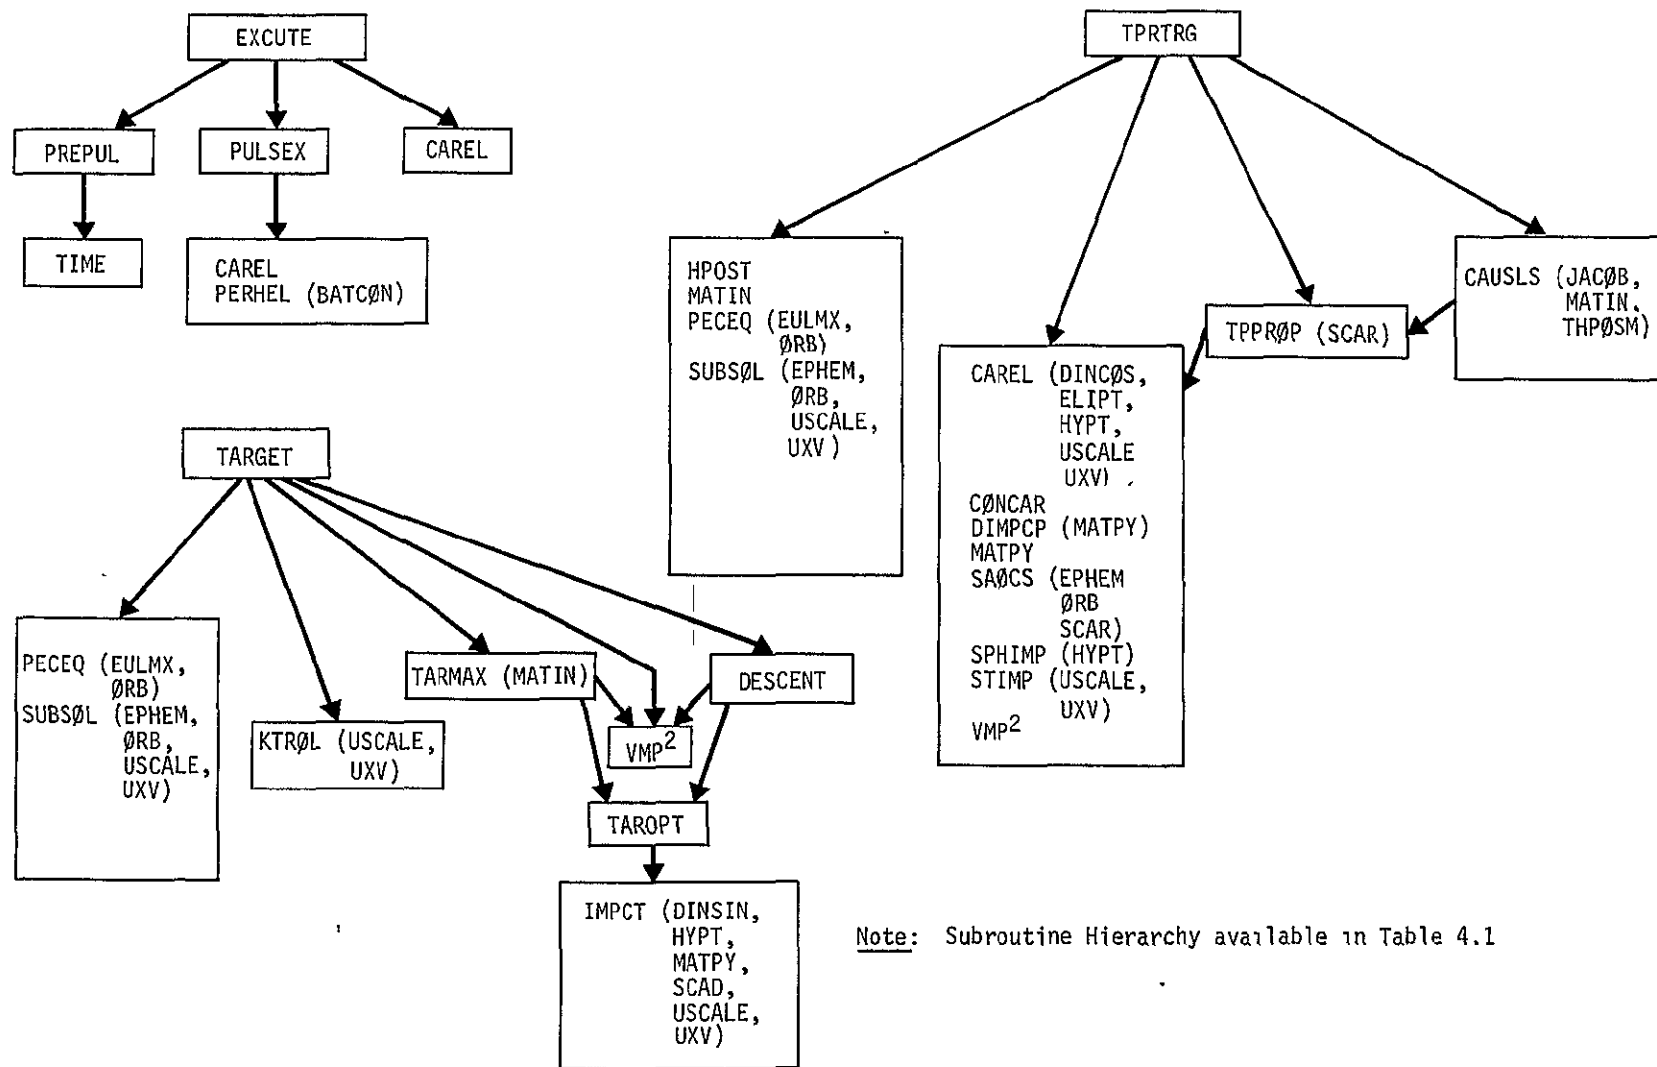 EXCUTE
PREPUL
PULSEX
CAREL
TIME
CAREL
PERHEL (BATCØN)
TPRTRG
HPOST
MATIN
PECEQ (EULMX,
ØRB)
SUBSØL (EPHEM,
ØRB,
USCALE,
UXV)
CAREL (DINCØS,
ELIPT,
HYPT,
USCALE
UXV)
CØNCAR
DIMPCP (MATPY)
MATPY
SAØCS (EPHEM
ØRB
SCAR)
SPHIMP (HYPT)
STIMP (USCALE,
UXV)
VMP²
TPPRØP (SCAR)
CAUSLS (JACØB,
MATIN.
THPØSM)
TARGET
PECEQ (EULMX,
ØRB)
SUBSØL (EPHEM,
ØRB,
USCALE,
UXV)
KTRØL (USCALE,
UXV)
TARMAX (MATIN)
VMP²
DESCENT
TAROPT
IMPCT (DINSIN,
HYPT,
MATPY,
SCAD,
USCALE,
UXV)
Note: Subroutine Hierarchy available in Table 4.1